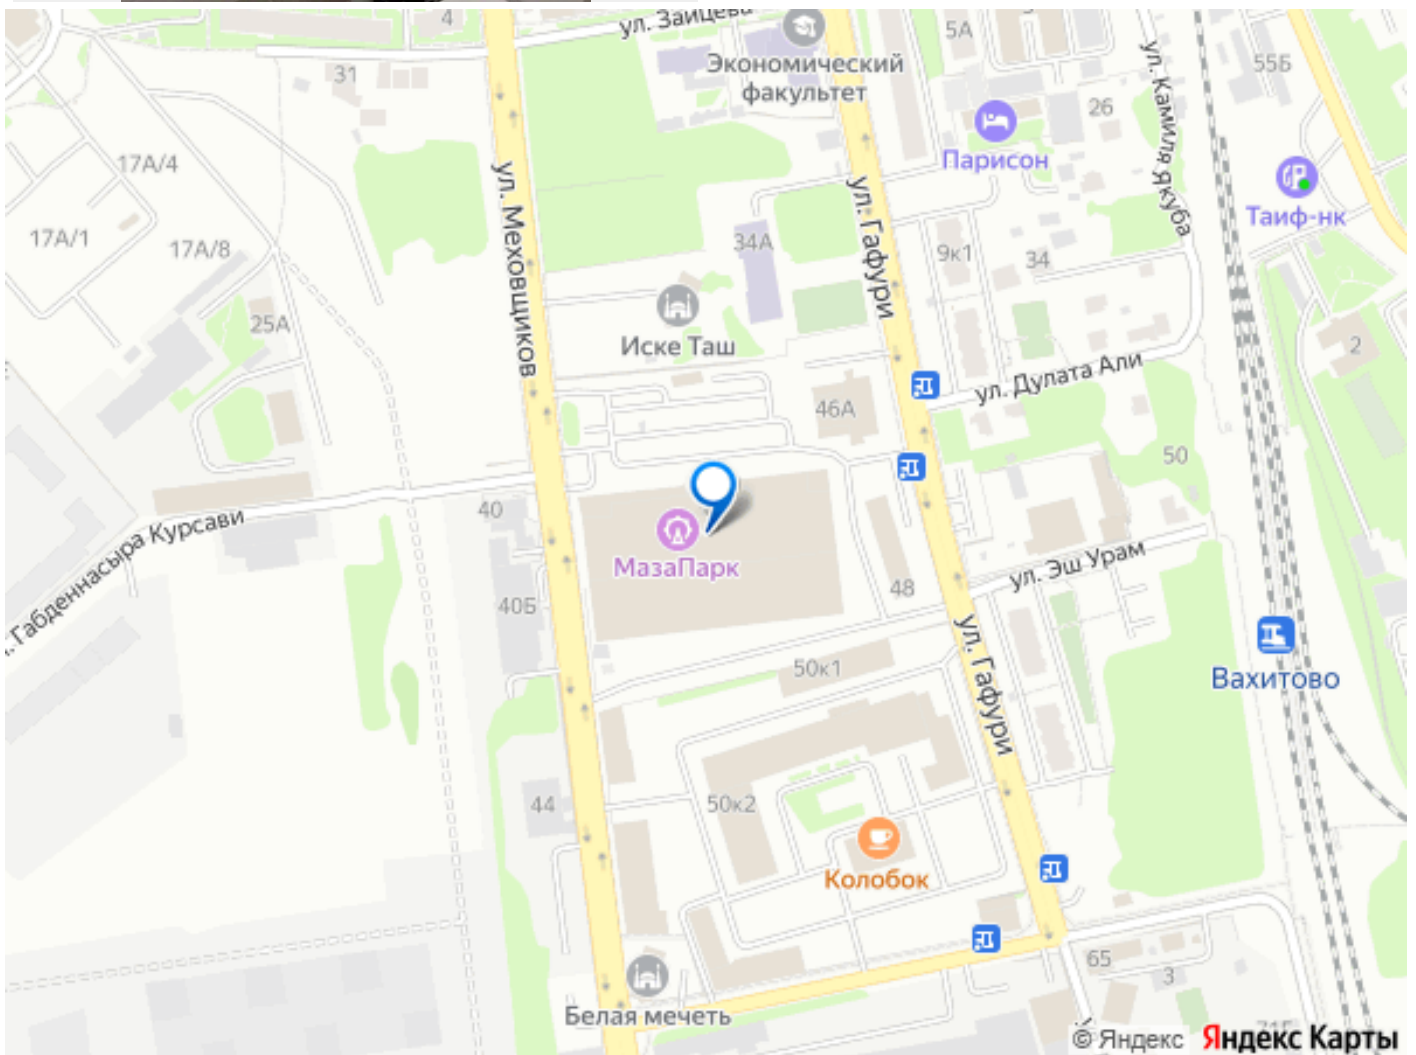 4
ул. Зайцева
31
Экономический
факультет
5А
55Б
26
ул. Камиля Якуба
17А/4
Парисон
ул. Меховщиков
ул. Гафури
Таиф-нк
17А/1
17А/8
34А
9к1
34
25А
Иске Таш
2
ул. Дулата Али
46А
50
40
МазаПарк
ул. Эш Урам
48
40Б
. Габденнасыра Курсави
ул. Гафури
50к1
Вахитово
44
50к2
Колобок
65
3
Белая мечеть
© Яндекс Яндекс Карты